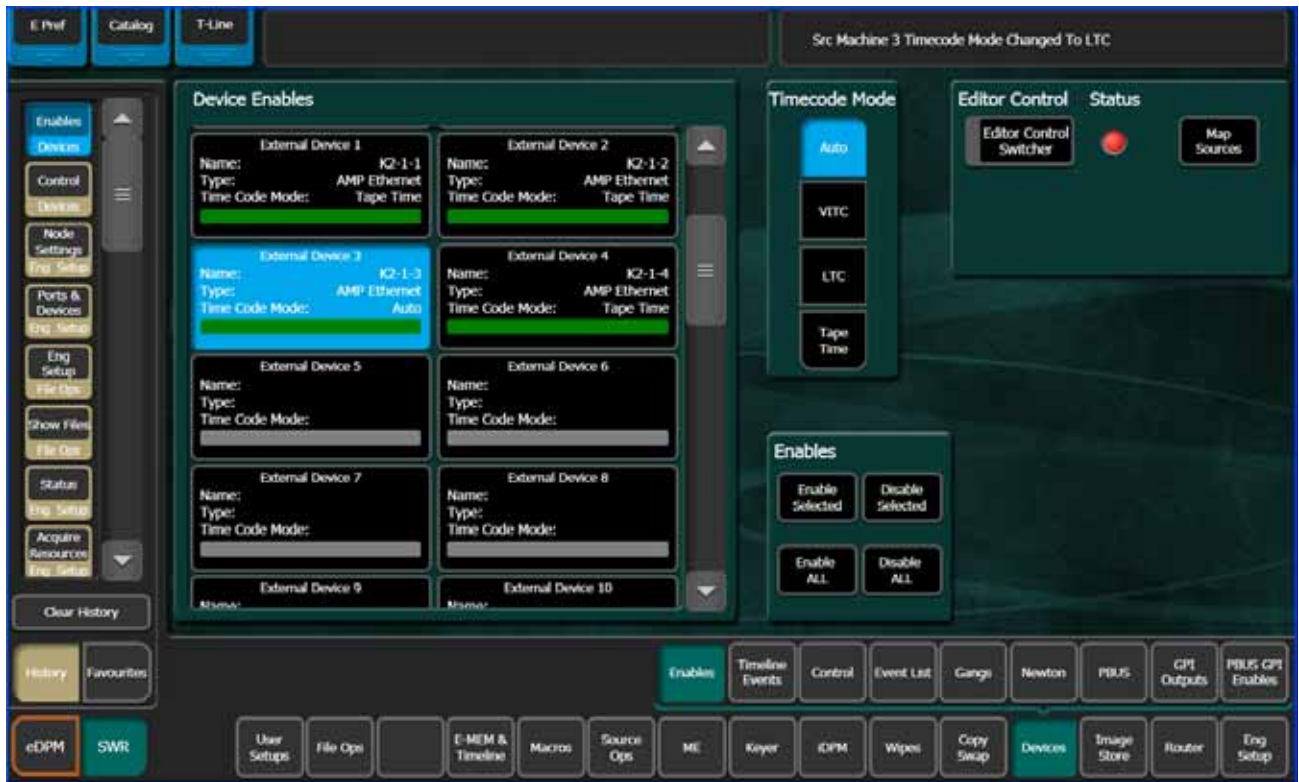 E Pref
Catalog
T-Line
Src Machine 3 Timecode Mode Changed To LTC
Enables
Devices
Control
Devices
Node
Settings
Eng Setup
Ports &
Devices
Eng Setup
Eng
Setup
File Ops
Show Files
File Ops
Status
Eng Setup
Acquire
Resources
Eng Setup
Clear History
History
Favourites
eDPM
SWR
Device Enables
External Device 1
Name: K2-1-1
Type: AMP Ethernet
Time Code Mode: Tape Time
External Device 2
Name: K2-1-2
Type: AMP Ethernet
Time Code Mode: Tape Time
External Device 3
Name: K2-1-3
Type: AMP Ethernet
Time Code Mode: Auto
External Device 4
Name: K2-1-4
Type: AMP Ethernet
Time Code Mode: Tape Time
External Device 5
Name:
Type:
Time Code Mode:
External Device 6
Name:
Type:
Time Code Mode:
External Device 7
Name:
Type:
Time Code Mode:
External Device 8
Name:
Type:
Time Code Mode:
External Device 9
Name:
External Device 10
Name:
Timecode Mode
Auto
VITC
LTC
Tape
Time
Editor Control Status
Editor Control
Switcher
Map
Sources
Enables
Enable
Selected
Disable
Selected
Enable
ALL
Disable
ALL
Enables
Timeline
Events
Control
Event List
Gangs
Newton
PBUS
GPI
Outputs
PBUS GPI
Enables
User
Setups
File Ops
E-MEM &
Timeline
Macros
Source
Ops
ME
Keyer
iDPM
Wipes
Copy
Swap
Devices
Image
Store
Router
Eng
Setup